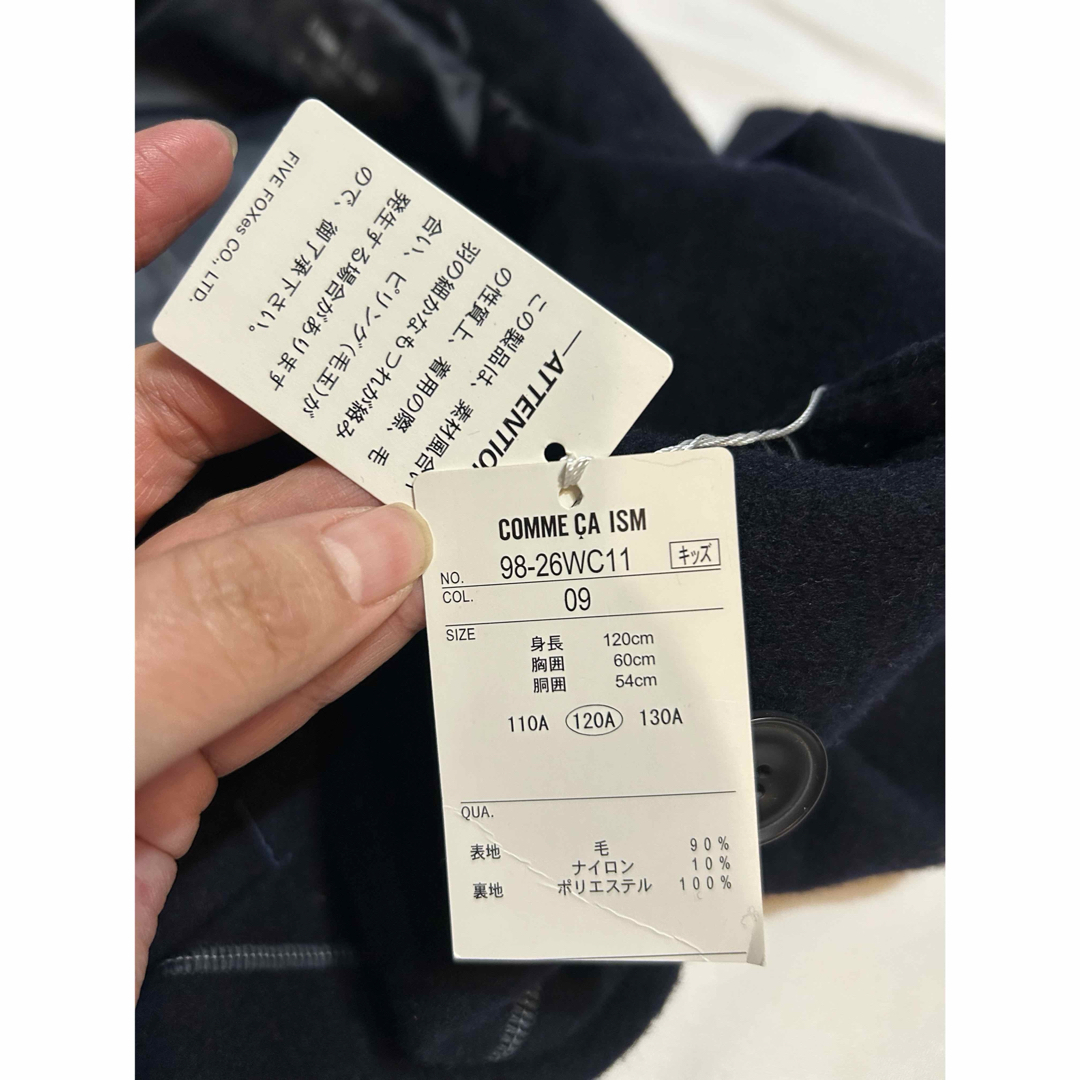 ATTENTIO
この製品は、素材風合い
の性質上、着用の際、毛
羽の細かなもつれが絡み
合い、ピリング(毛玉)が
発生する場合があります
ので、御了承下さい。
FIVE FOXes CO., LTD.
COMME ÇA ISM
NO. 98-26WC11 キッズ
COL. 09
SIZE
身長 120cm
胸囲 60cm
胴囲 54cm
110A 120A 130A
QUA.
表地 毛 90%
ナイロン 10%
裏地 ポリエステル 100%